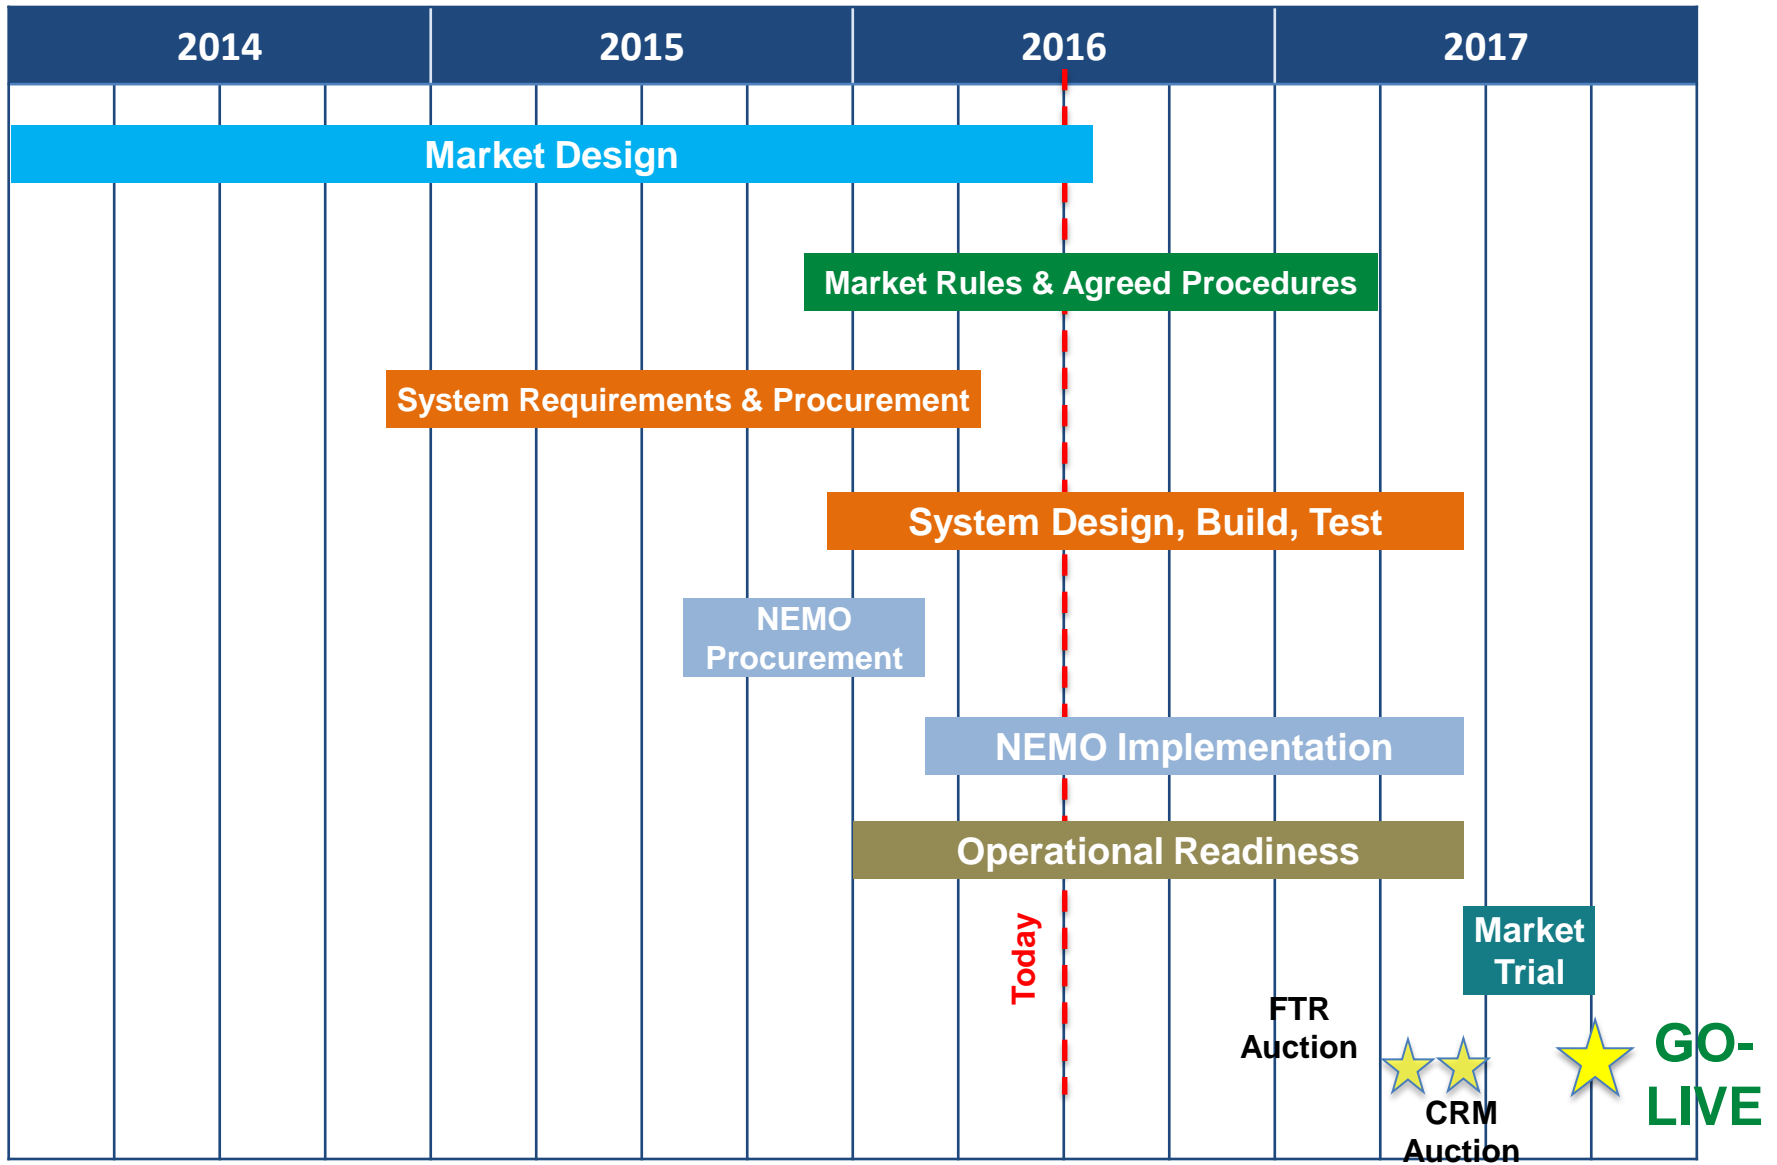 2014 2015 2016 2017
Market Design
Market Rules & Agreed Procedures
System Requirements & Procurement
System Design, Build, Test
NEMO
Procurement
NEMO Implementation
Operational Readiness
Today
Market
Trial
FTR
Auction
CRM
Auction
GO-
LIVE